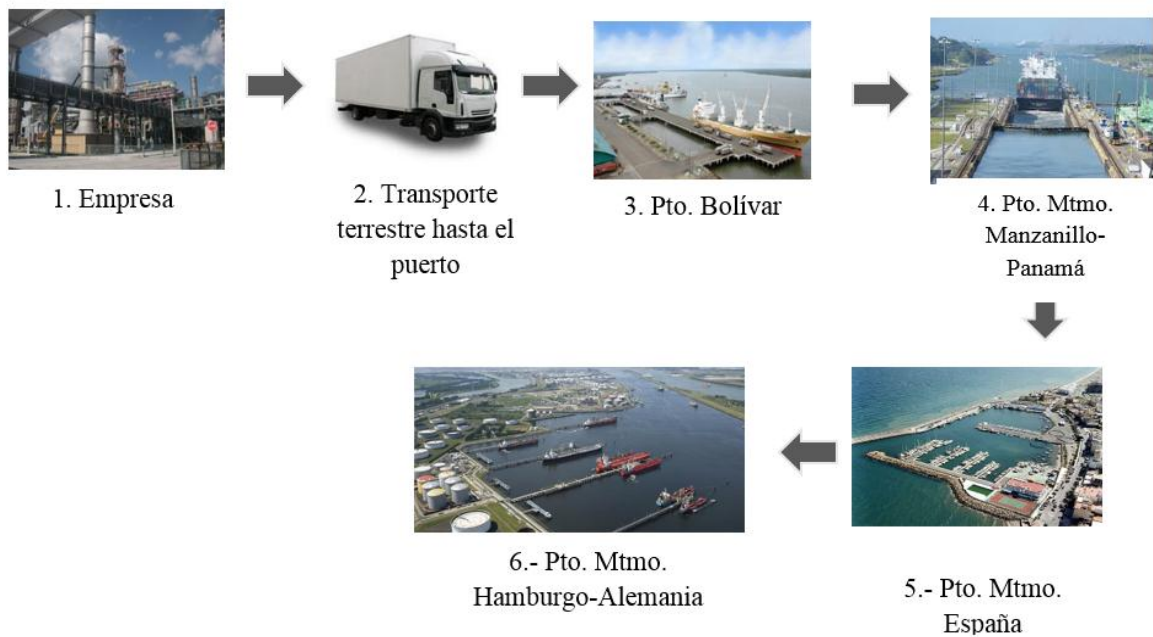 1. Empresa
2. Transporte
terrestre hasta el
puerto
3. Pto. Bolívar
4. Pto. Mtmo.
Manzanillo-
Panamá
5.- Pto. Mtmo.
España
6.- Pto. Mtmo.
Hamburgo-Alemania